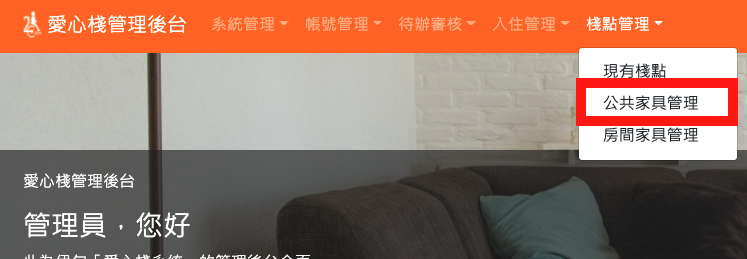 愛心棧管理後台 系統管理 帳號管理 待辦審核 入住管理 棧點管理
現有棧點
公共家具管理
房間家具管理
愛心棧管理後台
管理員，您好